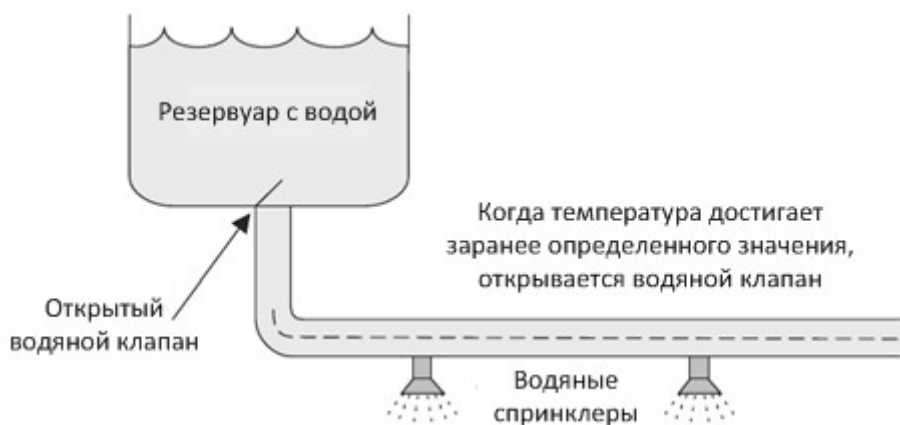 Резервуар с водой
Когда температура достигает
заранее определенного значения,
открывается водяной клапан
Открытый
водяной клапан
Водяные
спринклеры